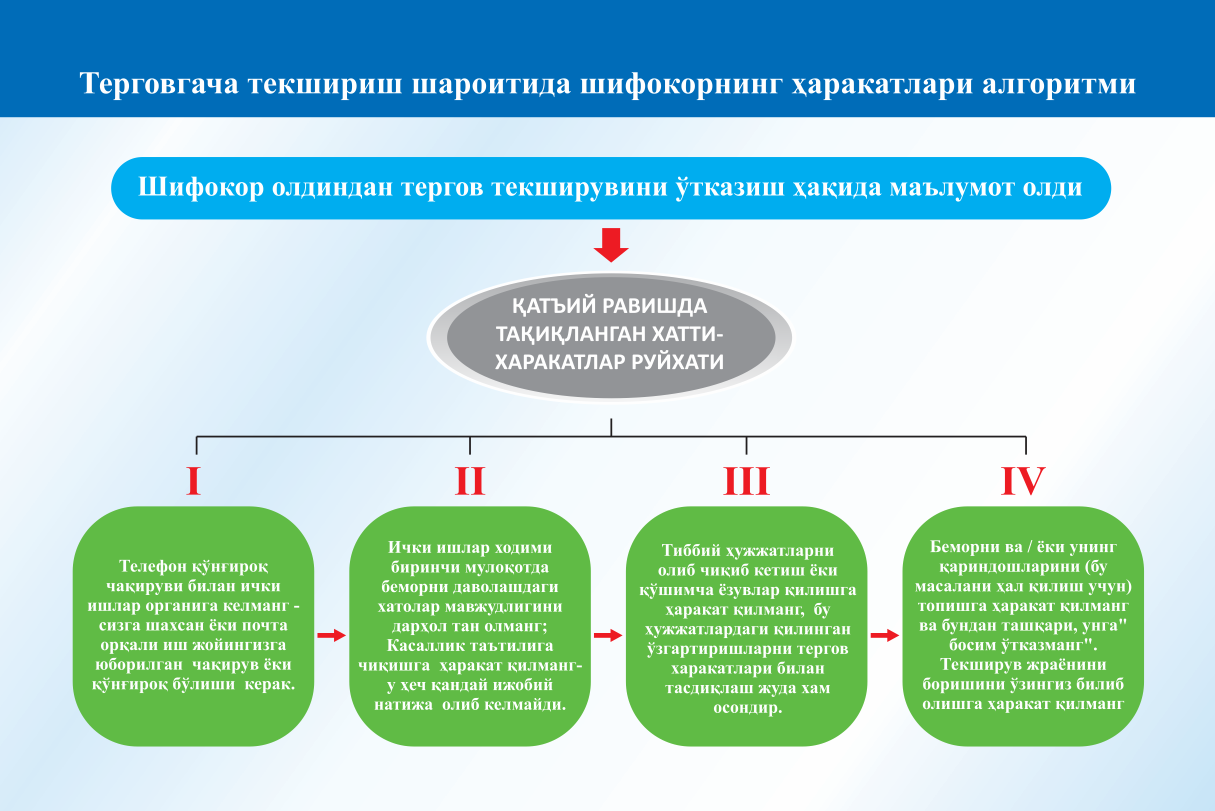 Терговгача текшириш шароитида шифокорнинг ҳаракатлари алгоритми
Шифокор олдиндан тергов текширувини ўтказиш ҳақида маълумот олди
ҚАТЪИЙ РАВИШДА
ТАҚИҚЛАНГАН ХАТТИ-
ХАРАКАТЛАР РУЙХАТИ
I
Телефон қўнғироқ
чақируви билан ички
ишлар органига келманг -
сизга шахсан ёки почта
орқали иш жойингизга
юборилган чақирув ёки
қўнғироқ бўлиши керак.
II
Ички ишлар ходими
биринчи мулоқотда
беморни даволашдаги
хатолар мавжудлигини
дарҳол тан олманг;
Касаллик таътилига
чиқишга ҳаракат қилманг-
у ҳеч қандай ижобий
натижа олиб келмайди.
III
Тиббий ҳужжатларни
олиб чиқиб кетиш ёки
қўшимча ёзувлар қилишга
ҳаракат қилманг, бу
ҳужжатлардаги қилинган
ўзгартиришларни тергов
харакатлари билан
тасдиқлаш жуда хам
осондир.
IV
Беморни ва / ёки унинг
қариндошларини (бу
масалани ҳал қилиш учун)
топишга ҳаракат қилманг
ва бундан ташқари, унга"
босим ўтказманг".
Текширув жраёнини
боришини ўзингиз билиб
олишга ҳаракат қилманг